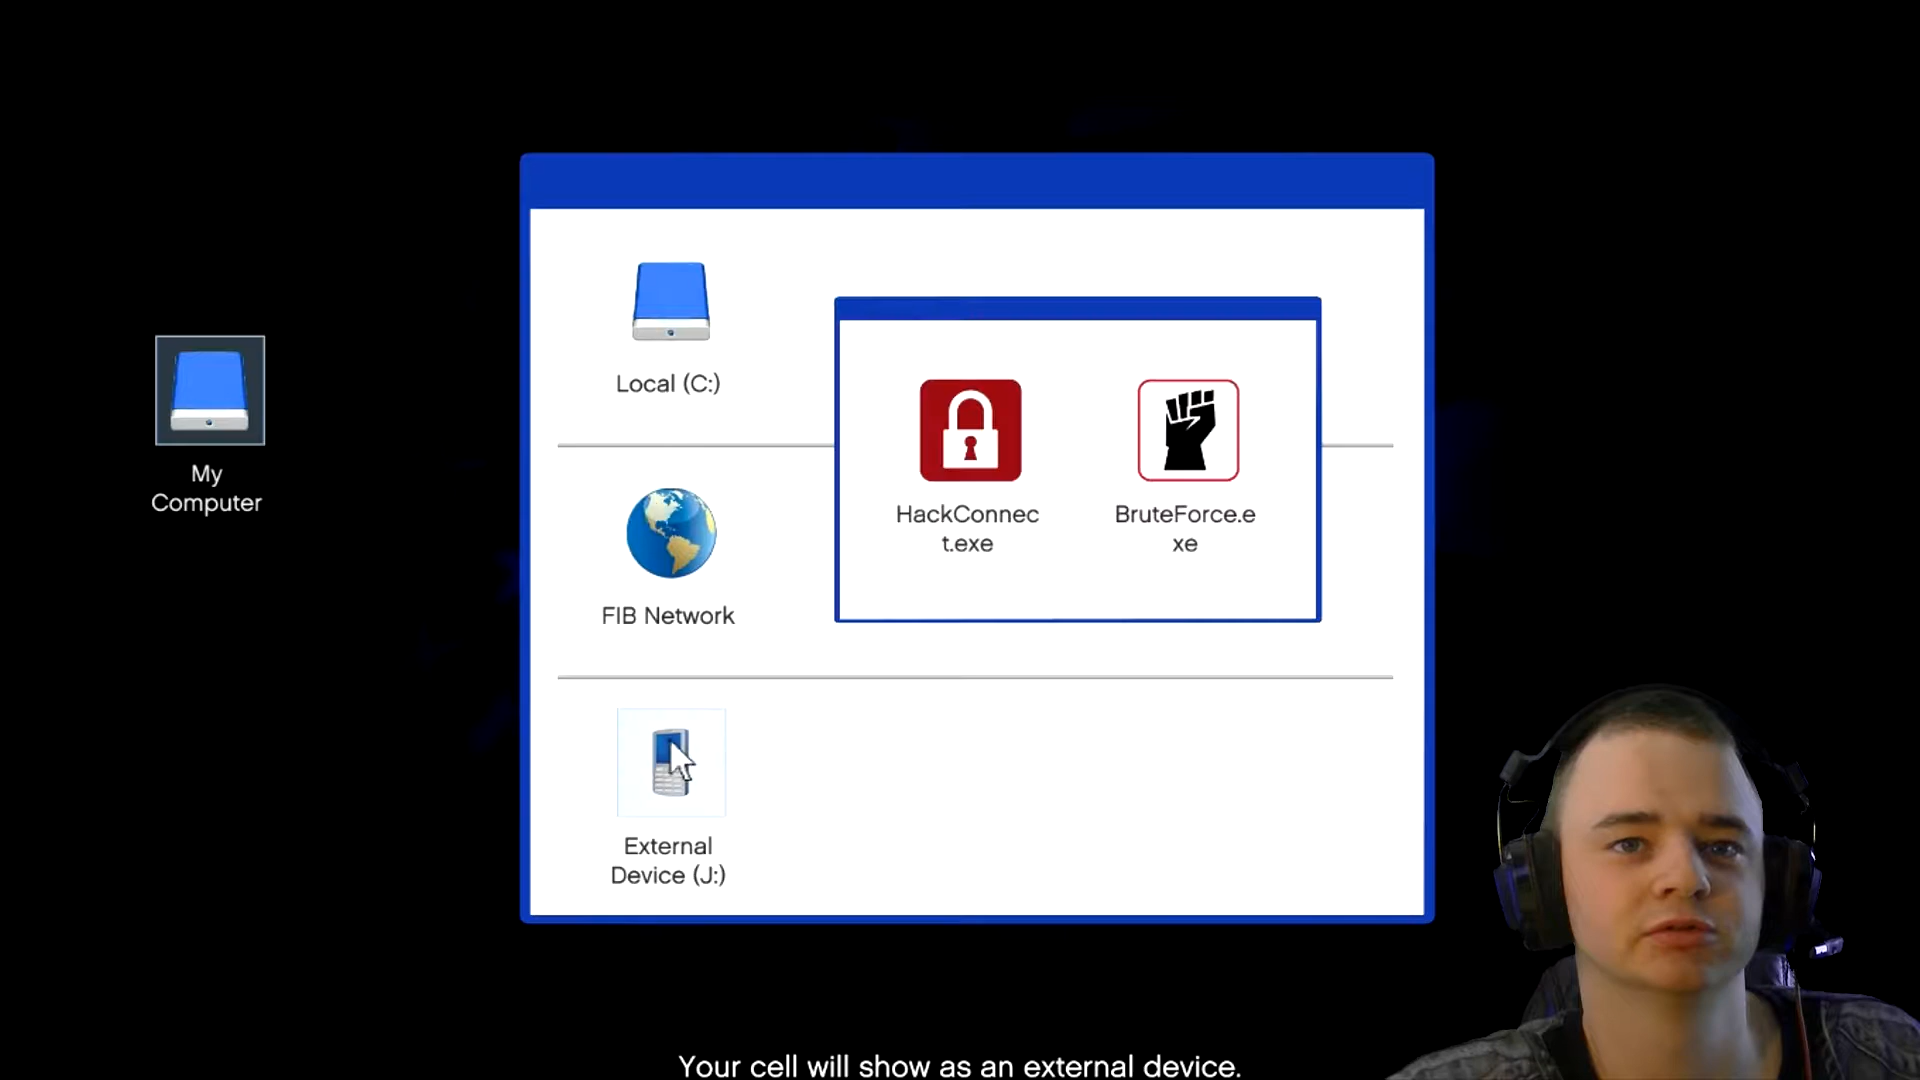 My
Computer
Local (C:)
FIB Network
External
Device (J:)
HackConnec
t.exe
BruteForce.e
xe
Your cell will show as an external device.